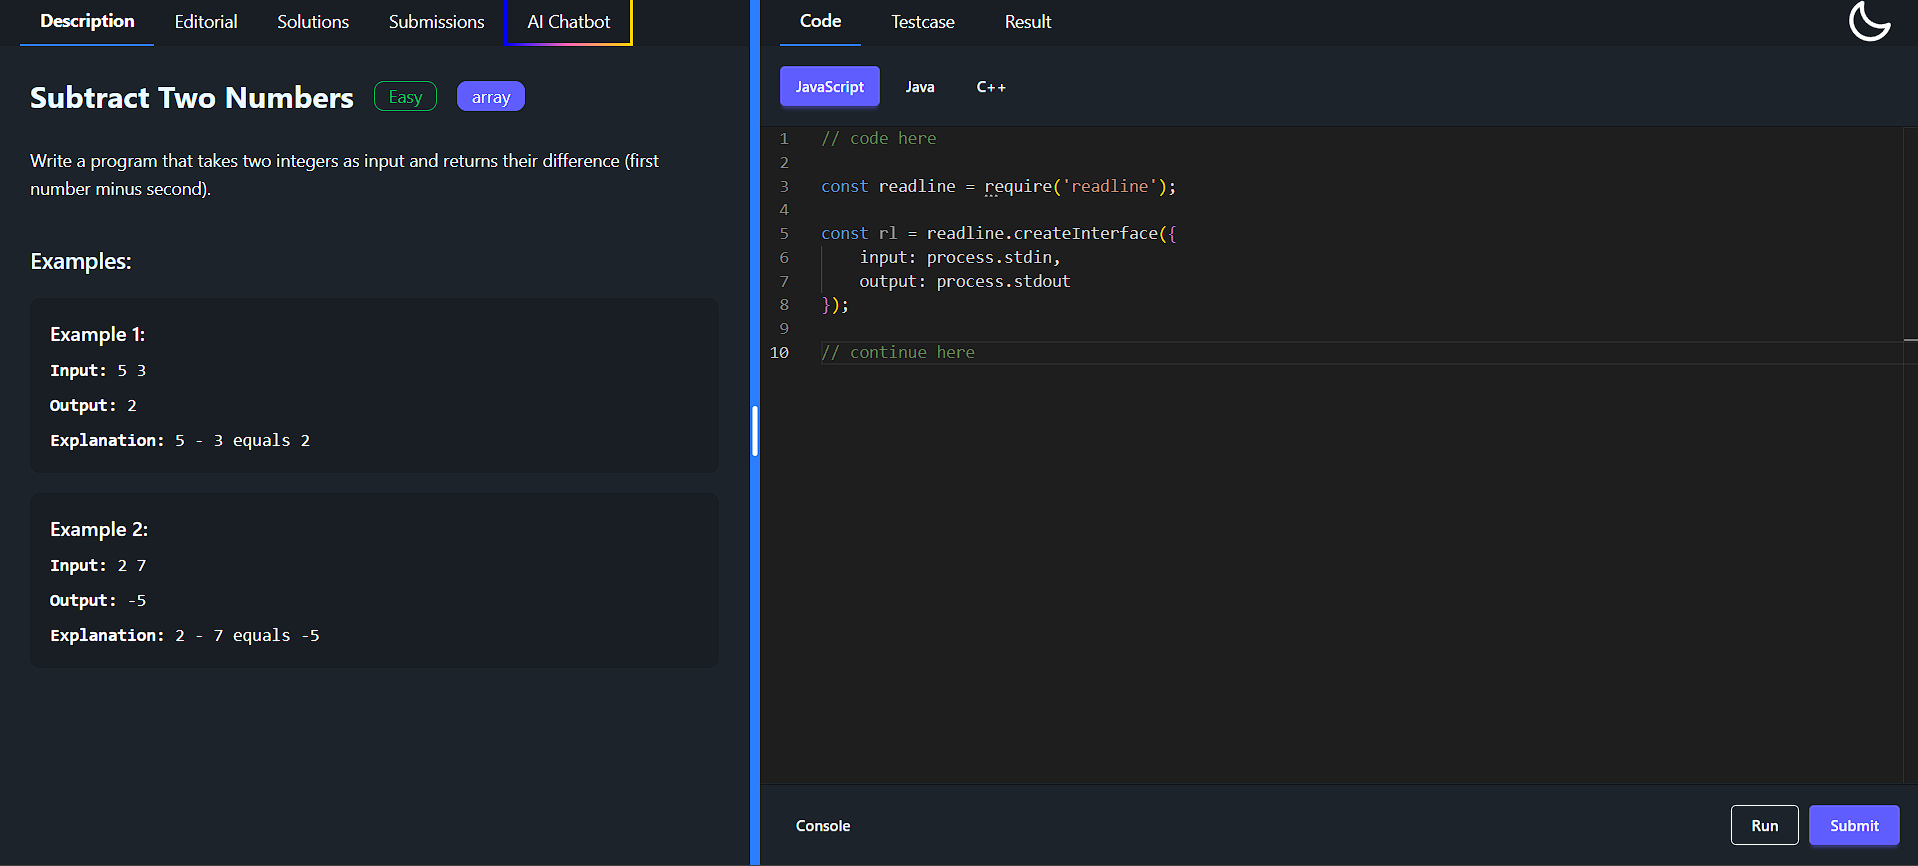 Description Editorial Solutions Submissions AI Chatbot
Subtract Two Numbers Easy array
Write a program that takes two integers as input and returns their difference (first
number minus second).
Examples:
Example 1:
Input: 5 3
Output: 2
Explanation: 5 - 3 equals 2
Example 2:
Input: 2 7
Output: -5
Explanation: 2 - 7 equals -5
Code Testcase Result
JavaScript Java C++
1 // code here
2
3 const readline = require('readline');
4
5 const rl = readline.createInterface({
6     input: process.stdin,
7     output: process.stdout
8 });
9
10 // continue here
Console Run Submit